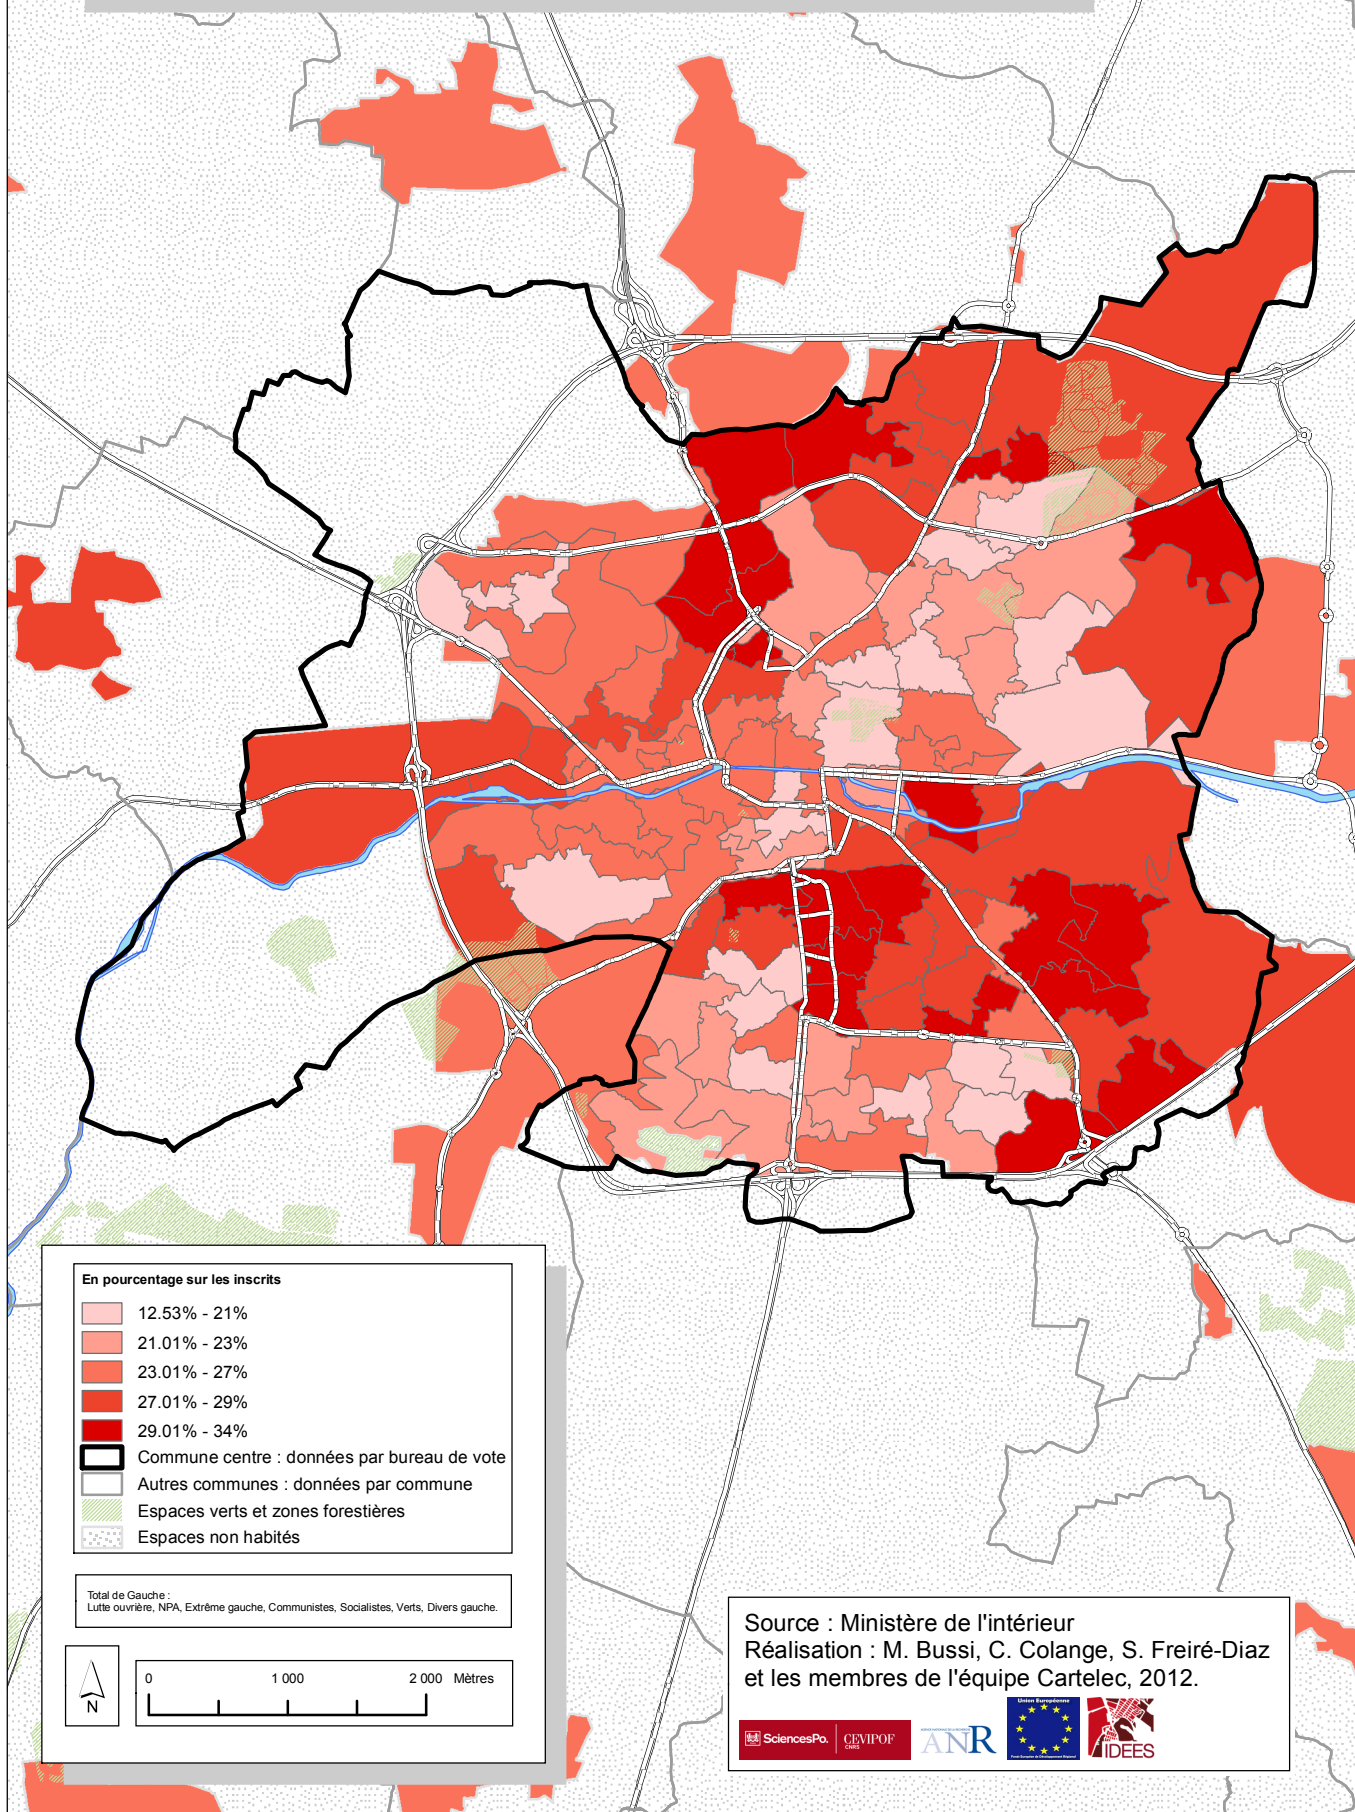 En pourcentage sur les inscrits
12.53% - 21%
21.01% - 23%
23.01% - 27%
27.01% - 29%
29.01% - 34%
Commune centre : données par bureau de vote
Autres communes : données par commune
Espaces verts et zones forestières
Espaces non habités
Total de Gauche :
Lutte ouvrière, NPA, Extrême gauche, Communistes, Socialistes, Verts, Divers gauche.
N
0 1 000 2 000 Mètres
Source : Ministère de l'intérieur
Réalisation : M. Bussi, C. Colange, S. Freiré-Diaz
et les membres de l'équipe Cartelec, 2012.
SciencesPo. CEVIPOF
CNRS
ANR
Union Européenne
IDEES